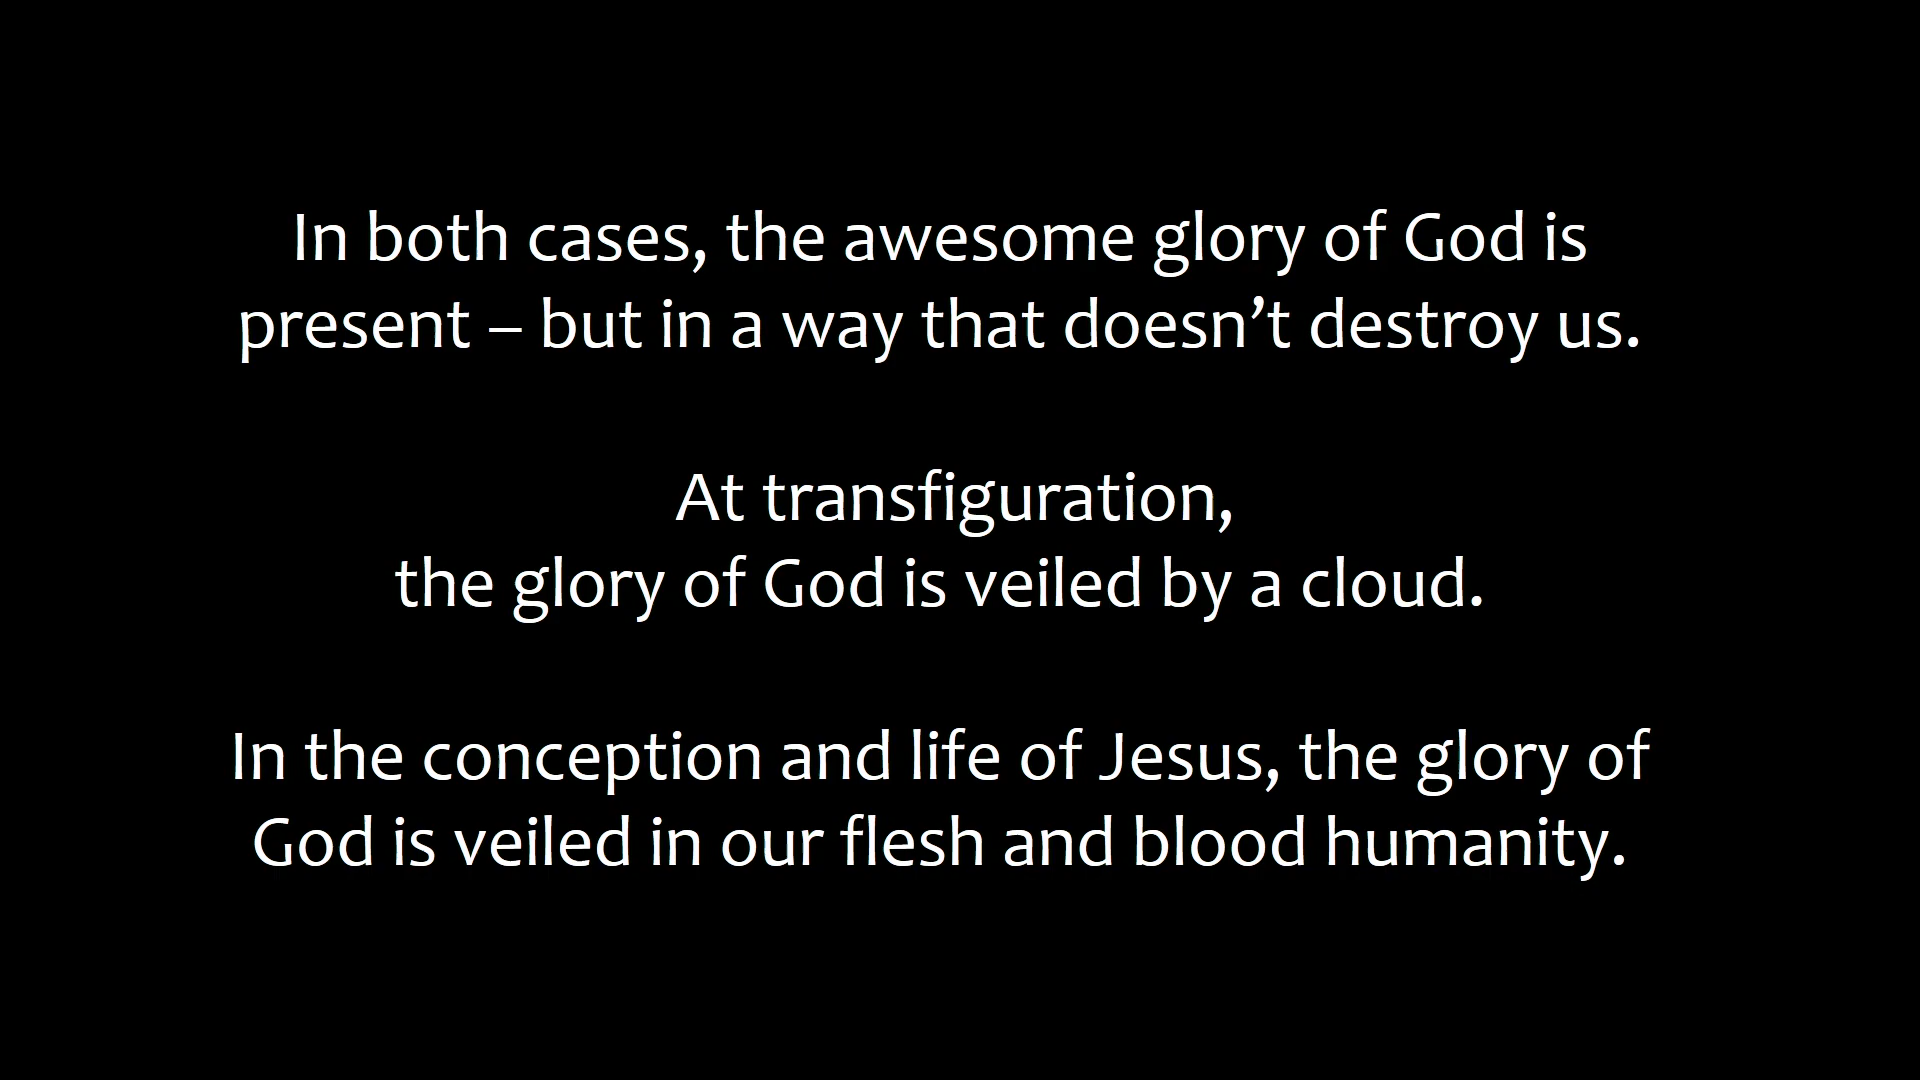 In both cases, the awesome glory of God is
present – but in a way that doesn’t destroy us.
At transfiguration,
the glory of God is veiled by a cloud.
In the conception and life of Jesus, the glory of
God is veiled in our flesh and blood humanity.